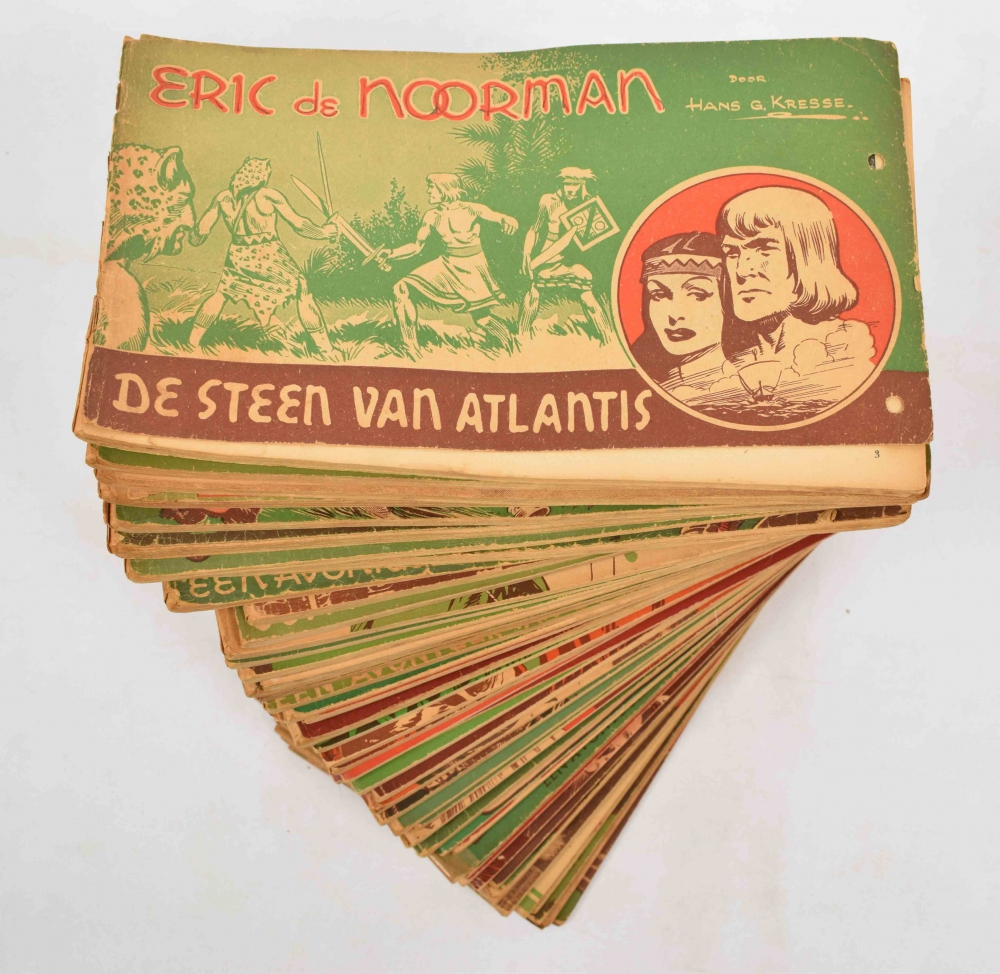 ERIC de NOORMAN
DOOR
HANS G. KRESSE
DE STEEN VAN ATLANTIS
3